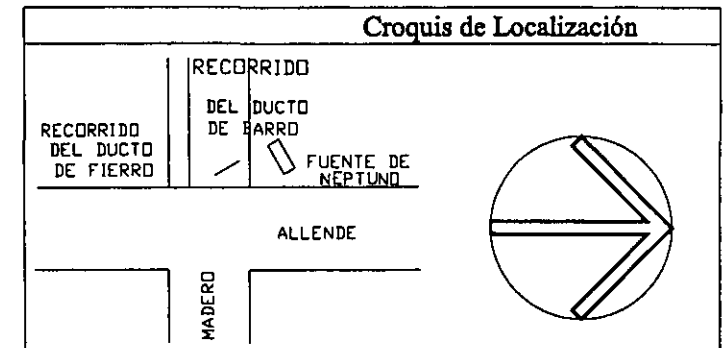 Croquis de Localización
RECORRIDO
DEL DUCTO
DE BARRO
RECORRIDO
DEL DUCTO
DE FIERRO
FUENTE DE
NEPTUNO
ALLENDE
MADERO